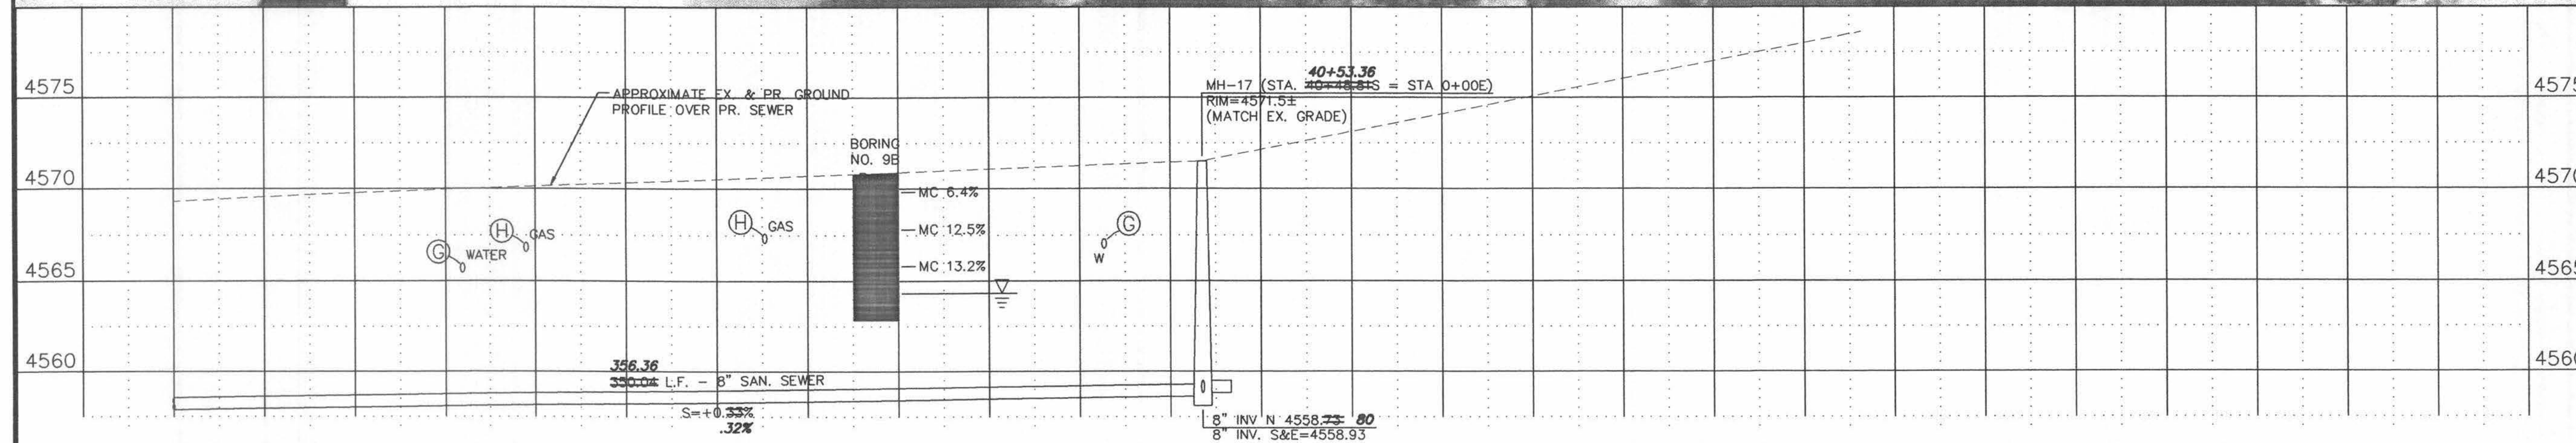 40+53.36
MH-17 (STA. 40+48.81S = STA 0+00E)
RIM=4571.5±
(MATCH EX. GRADE)
4575
APPROXIMATE EX. & PR. GROUND
PROFILE OVER PR. SEWER
4575
BORING
NO. 9B
4570
MC 6.4%
4570
H GAS
H GAS
MC 12.5%
G
G WATER
W
4565
MC 13.2%
4565
4560
4560
356.36
350.04 L.F. - 8" SAN. SEWER
S=+0.33%
.32%
8" INV N 4558.73 80
8" INV. S&E=4558.93